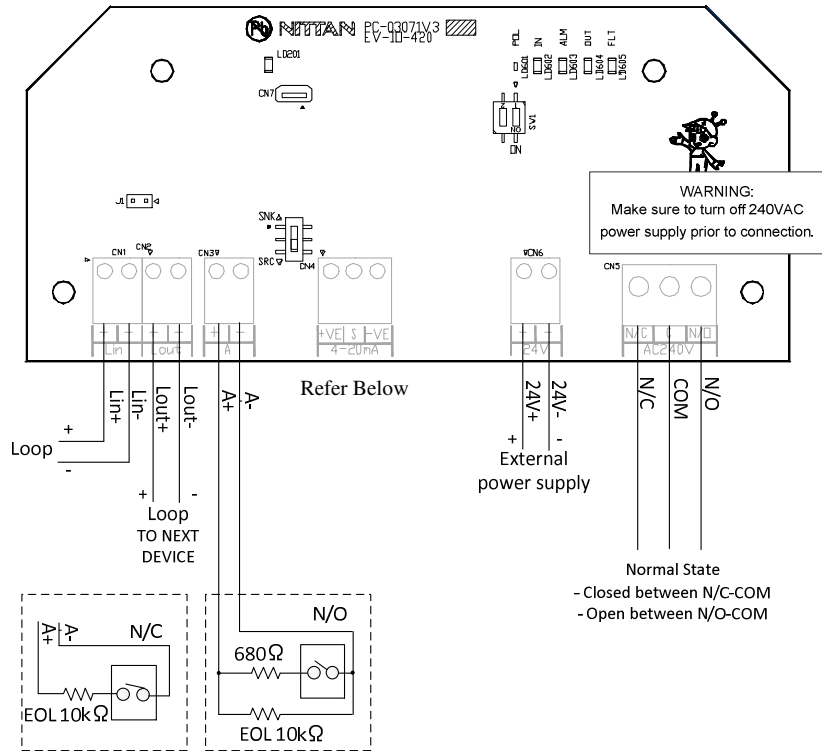 Pb NITTAN PC-03071V3
EV-IO-420
LD201
CN7
POL IN ALM OUT FLT
LD601 LD602 LD603 LD604 LD605
SW1
NO
ON
WARNING:
Make sure to turn off 240VAC
power supply prior to connection.
J1
SNK
SRC
CN1 CN2 CN3 CN4 CN6 CN5
+ - + - + - +VE S -VE + - N/C C N/O
Lin Lout A 4-20mA 24V AC240V
Refer Below
Lin+ Lin- Lout+ Lout- A+ A- 24V+ 24V- N/C COM N/O
+
Loop
-
+ -
Loop
TO NEXT
DEVICE
+ -
External
power supply
Normal State
- Closed between N/C-COM
- Open between N/O-COM
A+ A- N/C
EOL 10kΩ
N/O
680Ω
EOL 10kΩ